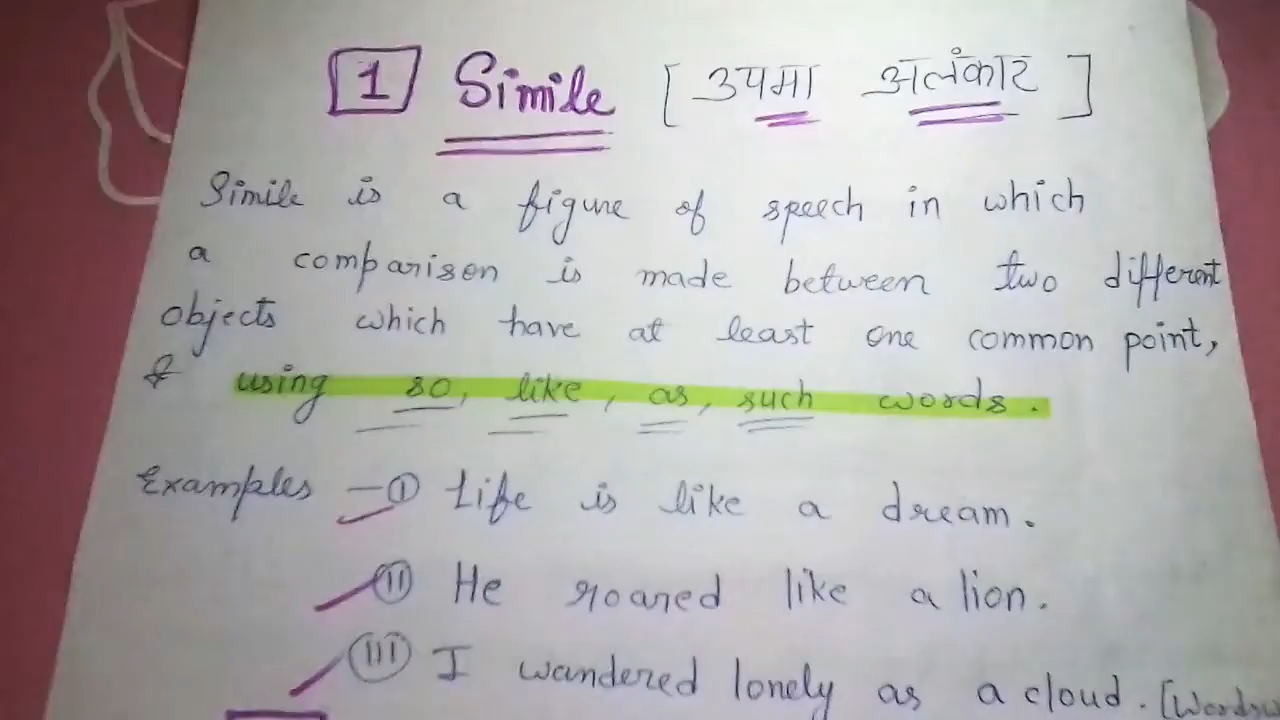 1 Simile [उपमा अलंकार]
Simile is a figure of speech in which
a comparison is made between two different
objects which have at least one common point,
& using so, like, as, such words.
Examples – (I) Life is like a dream.
(II) He roared like a lion.
(III) I wandered lonely as a cloud. [